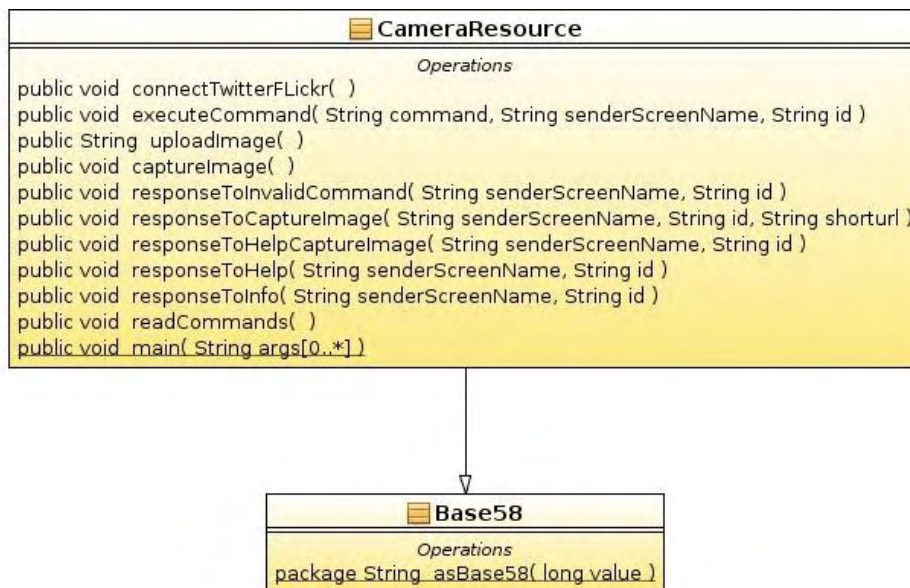 CameraResource
Operations
public void connectTwitterFLickr( )
public void executeCommand( String command, String senderScreenName, String id )
public String uploadImage( )
public void captureImage( )
public void responseToInvalidCommand( String senderScreenName, String id )
public void responseToCaptureImage( String senderScreenName, String id, String shorturl )
public void responseToHelpCaptureImage( String senderScreenName, String id )
public void responseToHelp( String senderScreenName, String id )
public void responseToInfo( String senderScreenName, String id )
public void readCommands( )
public void main( String args[0..*] )
Base58
Operations
package String asBase58( long value )